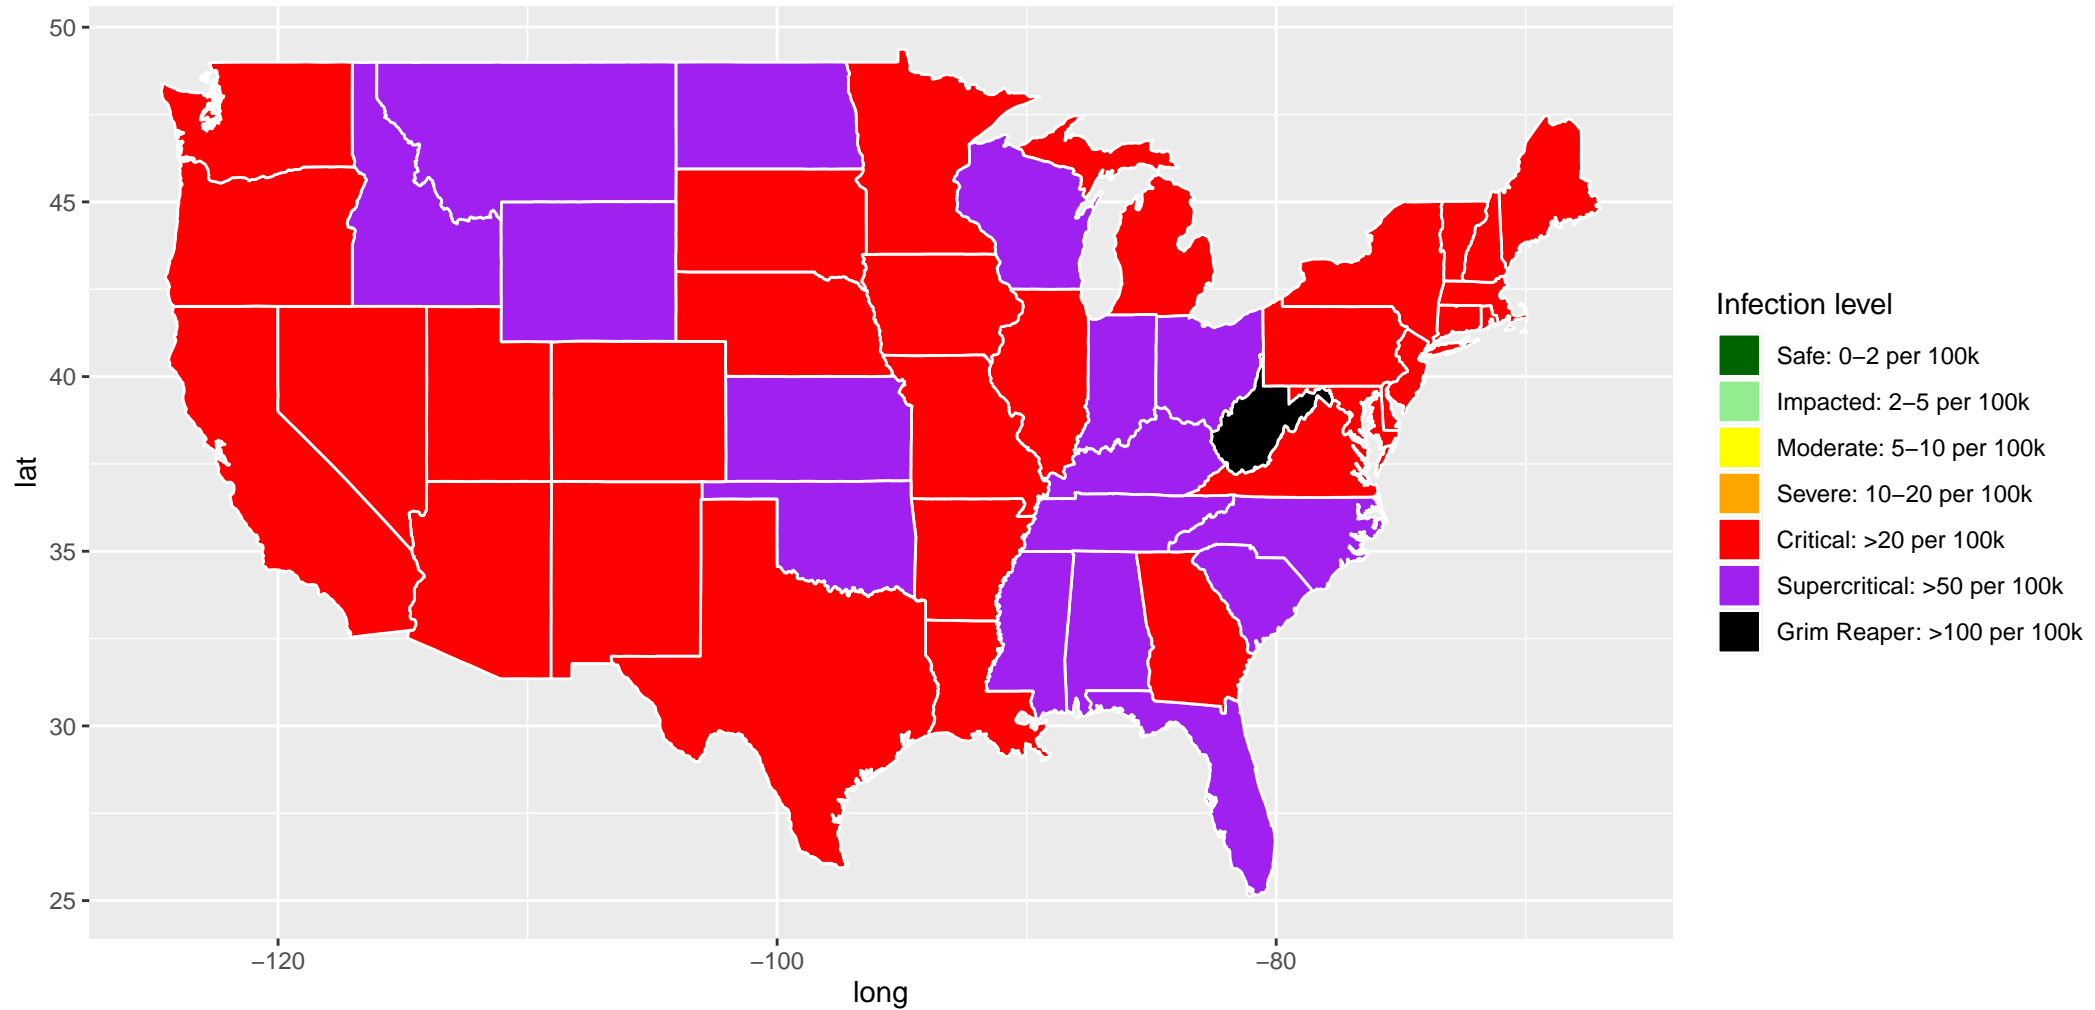 50
45
40
35
30
25
lat
−120
−100
−80
long
Infection level
Safe: 0−2 per 100k
Impacted: 2−5 per 100k
Moderate: 5−10 per 100k
Severe: 10−20 per 100k
Critical: >20 per 100k
Supercritical: >50 per 100k
Grim Reaper: >100 per 100k